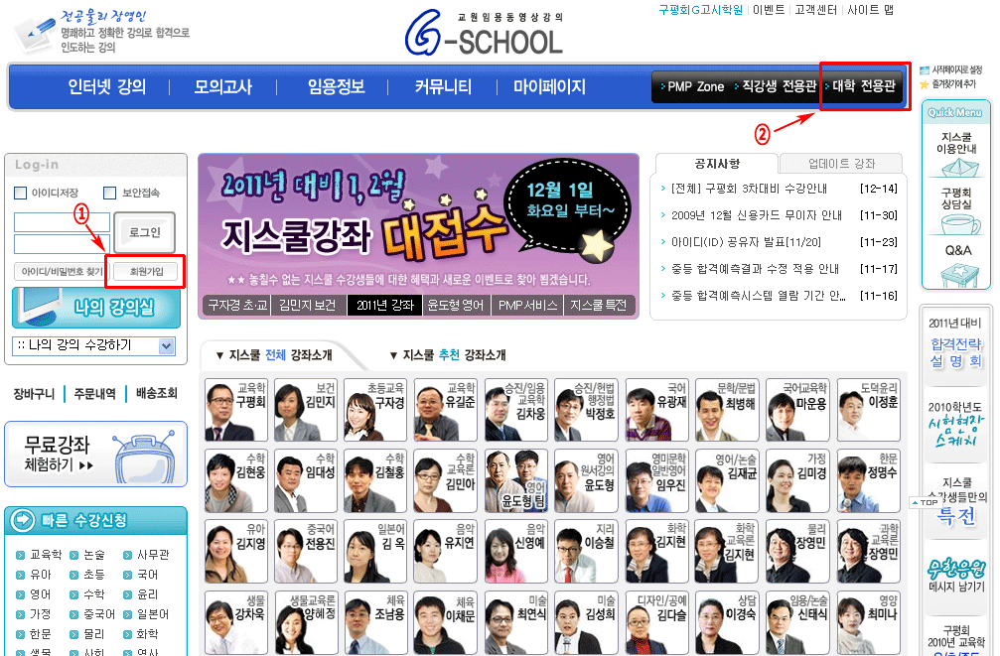 전공물리 장영민
명쾌하고 정확한 강의로 합격으로
인도하는 강의
교원임용동영상강의
G-SCHOOL
구평회G고시학원 | 이벤트 | 고객센터 | 사이트 맵
인터넷 강의 | 모의고사 | 임용정보 | 커뮤니티 | 마이페이지
PMP Zone 직강생 전용관 대학 전용관
시작페이지로 설정
즐겨찾기에 추가
②
Log-in
아이디저장 보안접속
①
로그인
아이디/비밀번호 찾기 회원가입
나의 강의실
:: 나의 강의 수강하기
장바구니 주문내역 배송조회
무료강좌
체험하기
빠른 수강신청
교육학 논술 사무관
유아 초등 국어
영어 수학 윤리
가정 중국어 일본어
한문 물리 화학
생물 사회 역사
2011년 대비 1,2월
지스쿨강좌 대접수
12월 1일
화요일 부터~
★★ 놓칠수 없는 지스쿨 수강생들에 대한 혜택과 새로운 이벤트로 찾아 뵙겠습니다.
구자경 초·교 김민지 보건 2011년 강좌 윤도형 영어 PMP서비스 지스쿨 특전
공지사항 업데이트 강좌
[전체] 구평회 3차대비 수강안내 [12-14]
2009년 12월 신용카드 무이자 안내 [11-30]
아이디(ID) 공유자 발표[11/20] [11-23]
중등 합격예측결과 수정 적용 안내 [11-17]
중등 합격예측시스템 열람 기간 안... [11-16]
▼ 지스쿨 전체 강좌소개 ▼ 지스쿨 추천 강좌소개
교육학 구평회
보건 김민지
초등교육 구자경
교육학 유길준
승진/임용 교육학 김차웅
승진/헌법 행정법 박정호
국어 유광재
문학/문법 최병해
국어교육학 마운용
도덕윤리 이정훈
수학 김현웅
수학 임대성
수학 김철홍
수학 교육론 김민아
영어 윤도형 팀
영어 원서강의 윤도형
영미문학 일반영어 임우진
영어/논술 김재균
가정 김미경
한문 정명수
유아 김지영
중국어 전용진
일본어 김 옥
음악 유지연
음악 신영예
지리 이승철
화학 김지현
화학 교육론 김지현
물리 장영민
과학 교육론 장영민
생물 강차욱
생물교육론 양혜정
체육 조남용
체육 이채문
미술 최연식
미술 김성희
디자인/공예 김다슬
상담 이경숙
임용/논술 신태식
영양 최미나
Quick Menu
지스쿨
이용안내
구평회
상담실
Q&A
2011년 대비
합격전략
설 명 회
2010학년도
시험현장
스케치
지스쿨
수강생들만의
특 전
TOP
무한응원
메시지 남기기
구평회
2010년 교육학